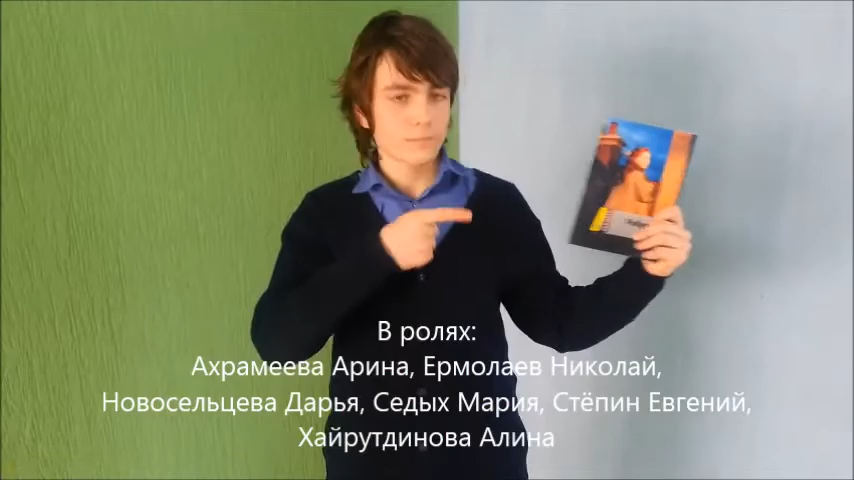 В ролях:
Ахрамеева Арина, Ермолаев Николай,
Новосельцева Дарья, Седых Мария, Стёпин Евгений,
Хайрутдинова Алина